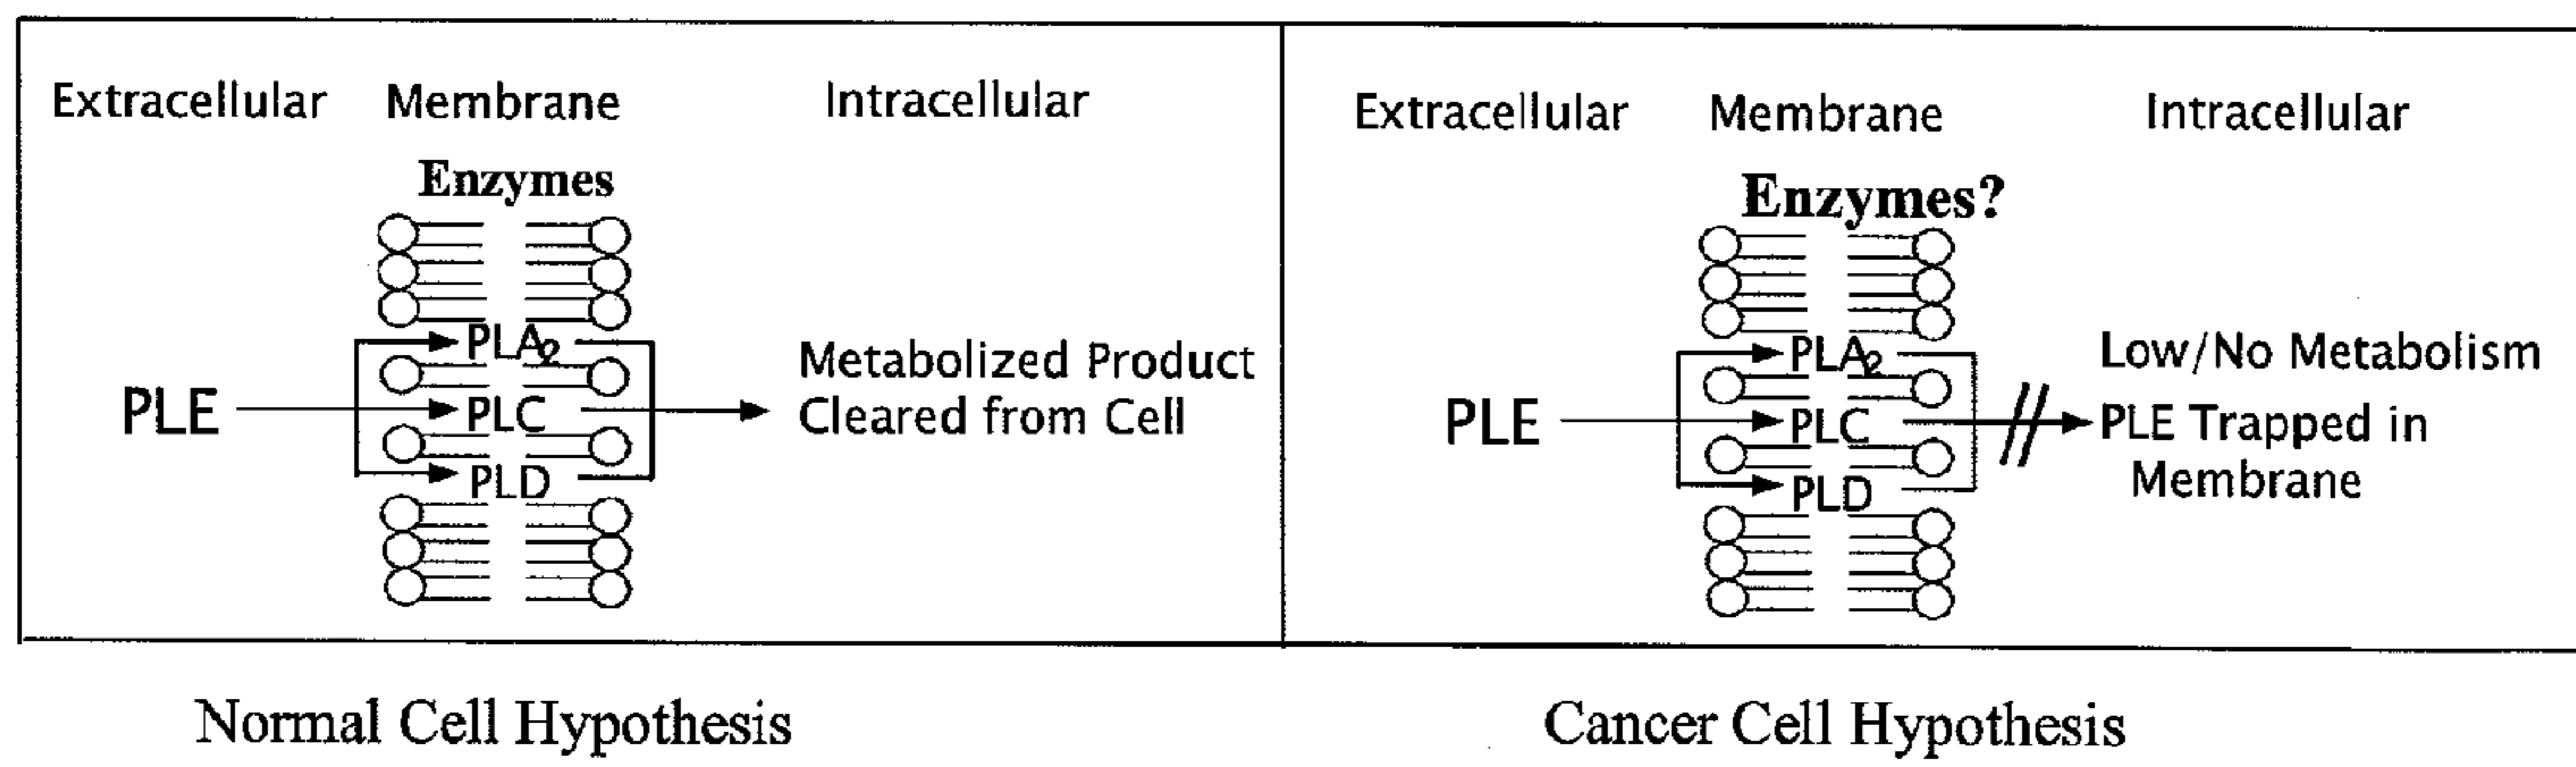 Extracellular Membrane Intracellular
Enzymes
PLA2
PLE
PLC
PLD
Metabolized Product
Cleared from Cell
Extracellular Membrane Intracellular
Enzymes?
PLA2
PLE
PLC
PLD
Low/No Metabolism
PLE Trapped in
Membrane
Normal Cell Hypothesis
Cancer Cell Hypothesis